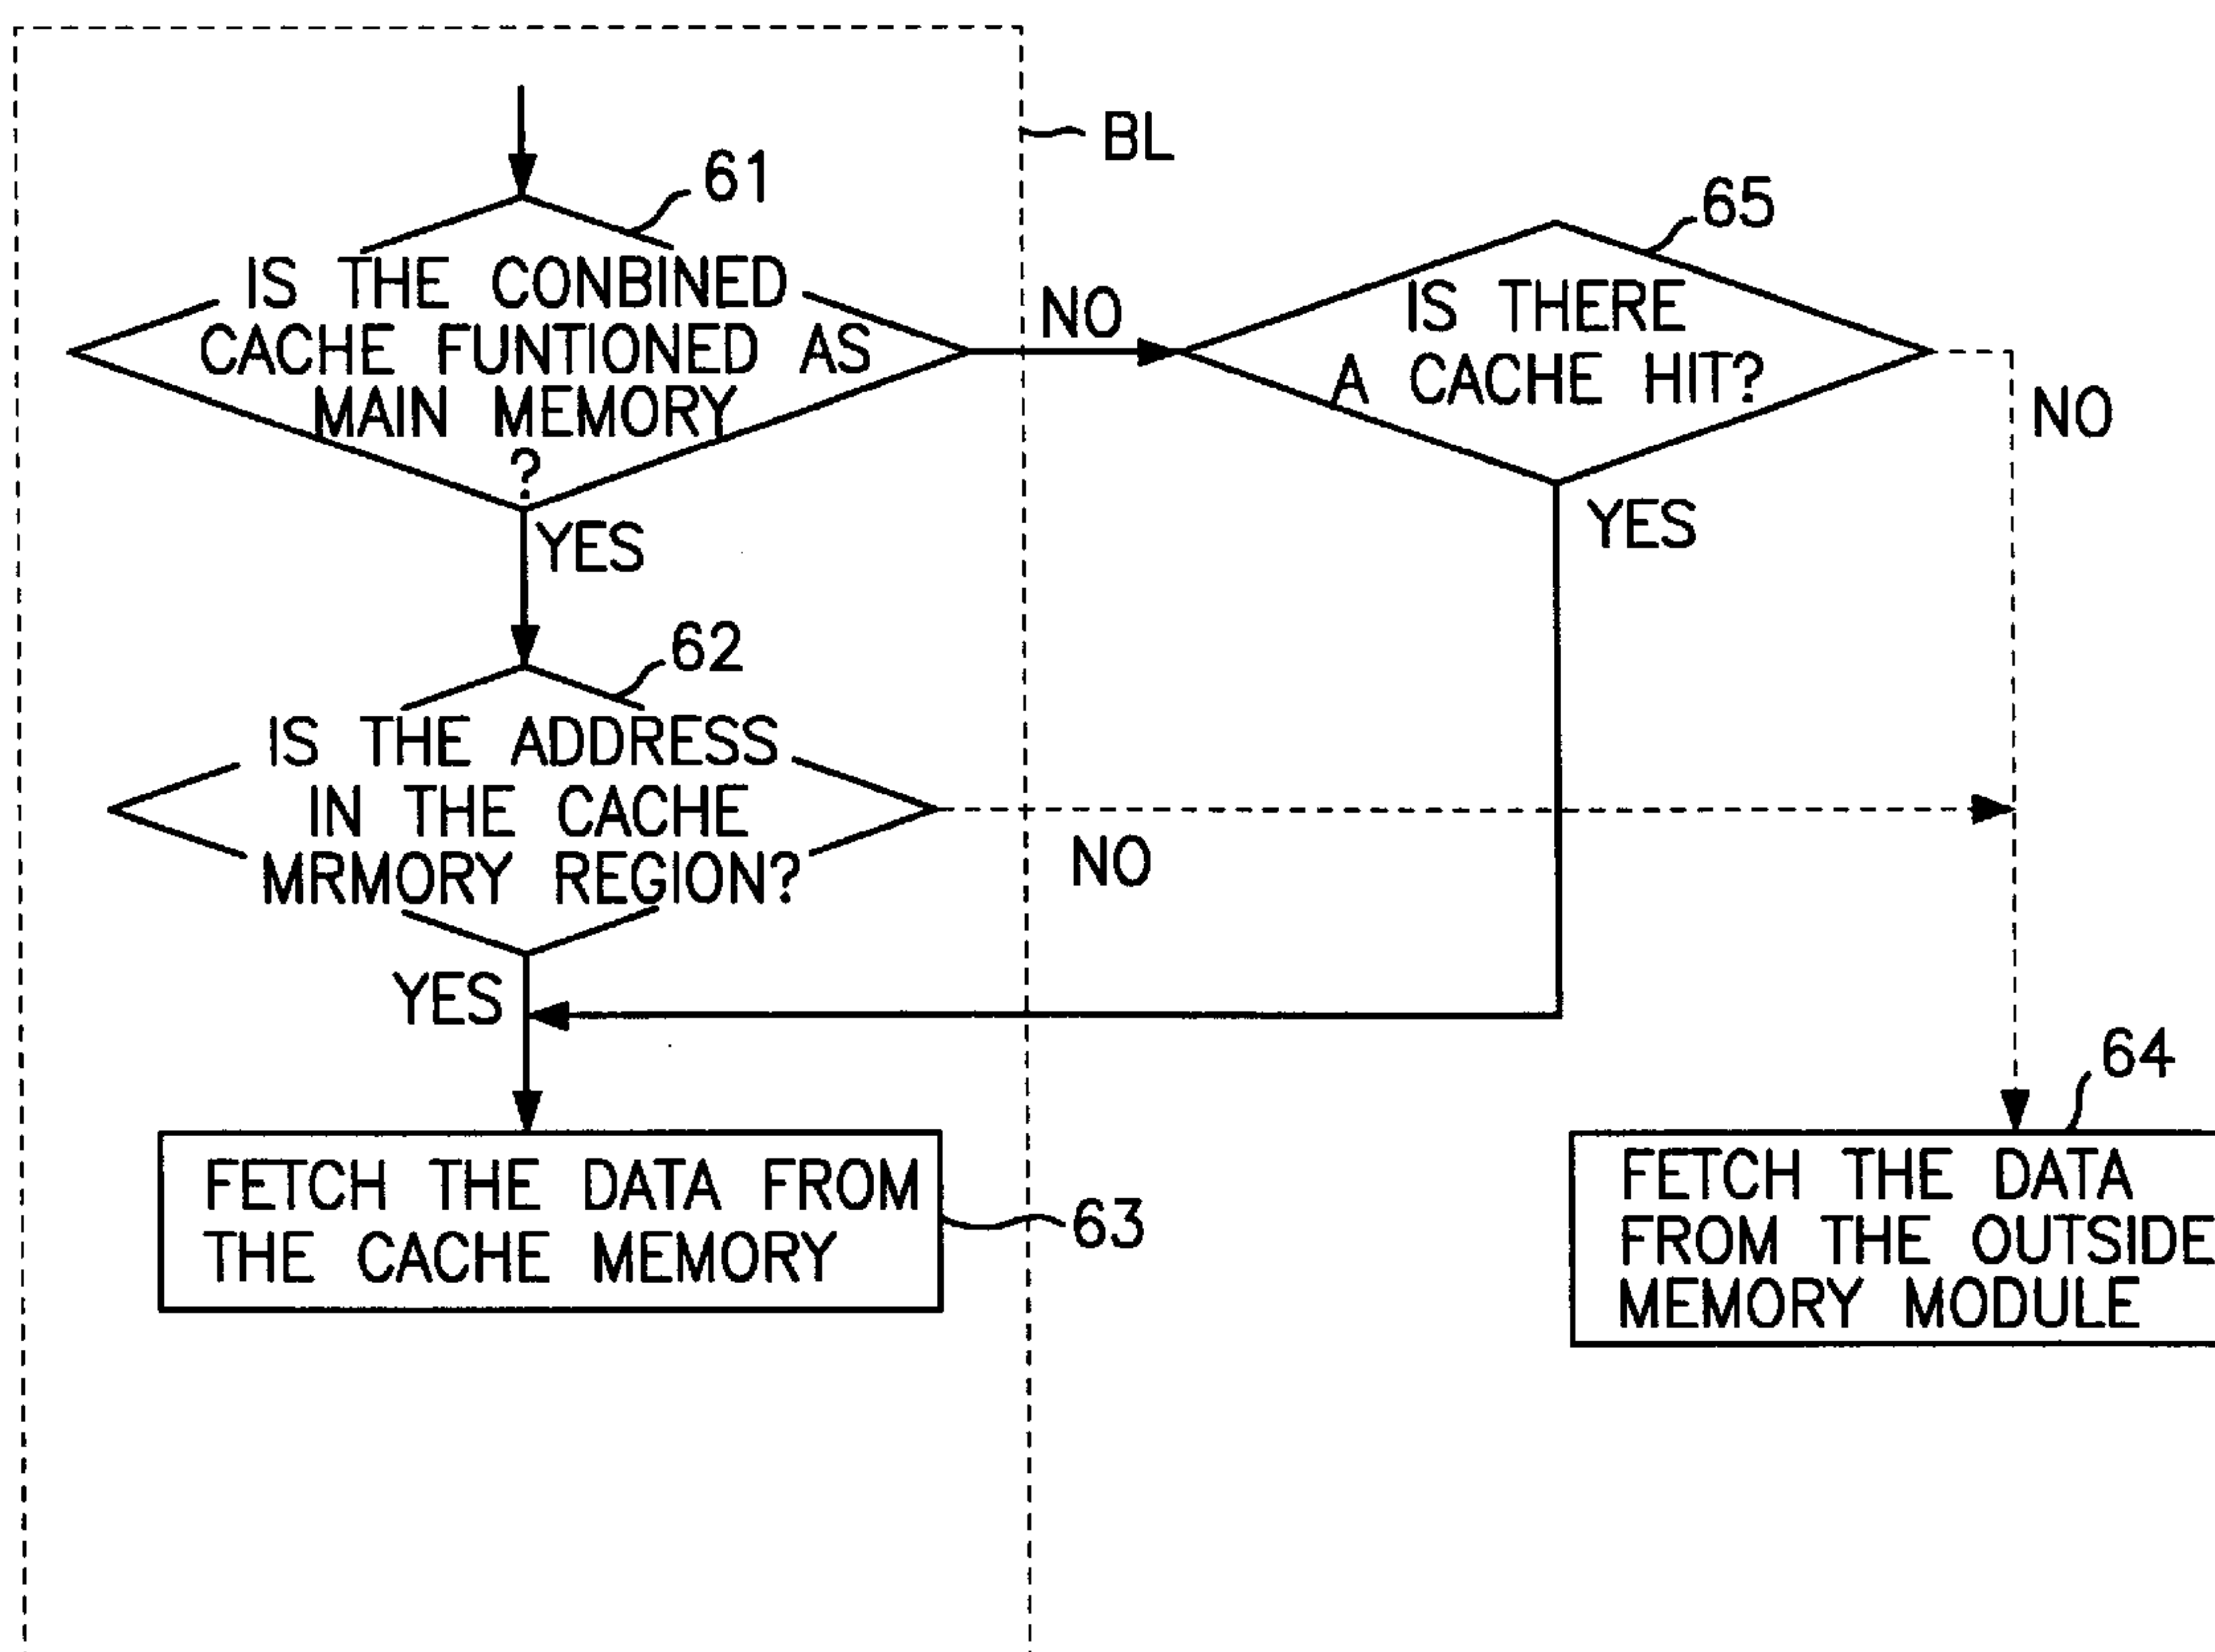 BL
61
IS THE CONBINED
CACHE FUNTIONED AS
MAIN MEMORY
?
NO
YES
65
IS THERE
A CACHE HIT?
NO
YES
62
IS THE ADDRESS
IN THE CACHE
MRMORY REGION?
NO
YES
FETCH THE DATA FROM
THE CACHE MEMORY
63
64
FETCH THE DATA
FROM THE OUTSIDE
MEMORY MODULE